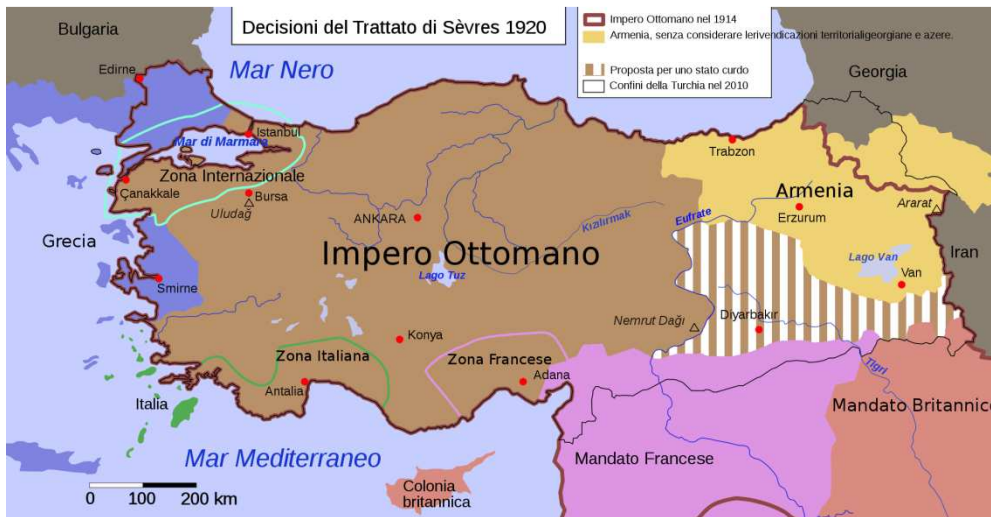 Decisioni del Trattato di Sèvres 1920
Impero Ottomano nel 1914
Armenia, senza considerare lerivendicazioni territorialigeorgiane e azere.
Proposta per uno stato curdo
Confini della Turchia nel 2010
Bulgaria
Edirne
Mar Nero
Georgia
Istanbul
Mar di Marmara
Trabzon
Çanakkale
Zona Internazionale
Bursa
Uludağ
ANKARA
Kızılırmak
Eufrate
Armenia
Erzurum
Ararat
Grecia
Impero Ottomano
Lago Tuz
Lago Van
Van
Iran
Smirne
Nemrut Dağı
Diyarbakır
Konya
Zona Italiana
Zona Francese
Antalia
Adana
Tigri
Italia
Mandato Britannico
Mandato Francese
Mar Mediterraneo
Colonia
britannica
0 100 200 km